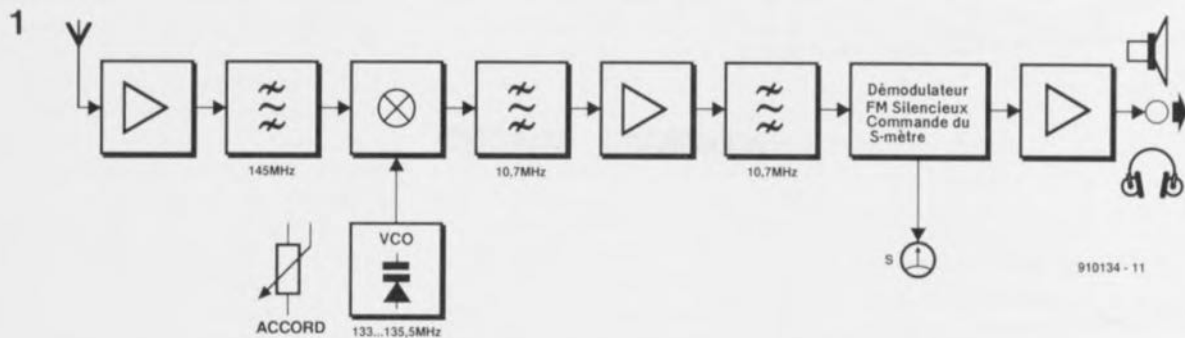 1
145MHz
10,7MHz
10,7MHz
Démodulateur
FM Silencieux
Commande du
S-mètre
VCO
ACCORD
133...135,5MHz
S
910134 - 11